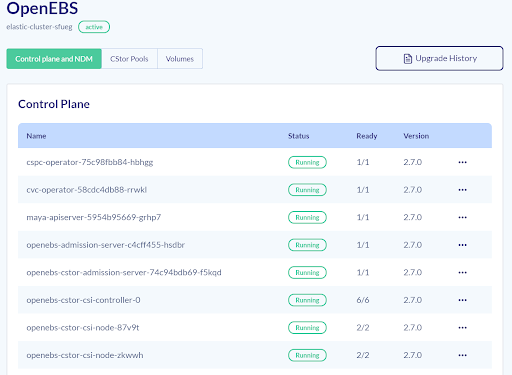 OpenEBS
elastic-cluster-sfueg active
Control plane and NDM CStor Pools Volumes Upgrade History
Control Plane
Name Status Ready Version
cspc-operator-75c98fbb84-hbhgg Running 1/1 2.7.0
cvc-operator-58cdc4db88-rrwkl Running 1/1 2.7.0
maya-apiserver-5954b95669-grhp7 Running 1/1 2.7.0
openebs-admission-server-c4cff455-hsdbr Running 1/1 2.7.0
openebs-cstor-admission-server-74c94bdb69-f5kqd Running 1/1 2.7.0
openebs-cstor-csi-controller-0 Running 6/6 2.7.0
openebs-cstor-csi-node-87v9t Running 2/2 2.7.0
openebs-cstor-csi-node-zkwwh Running 2/2 2.7.0